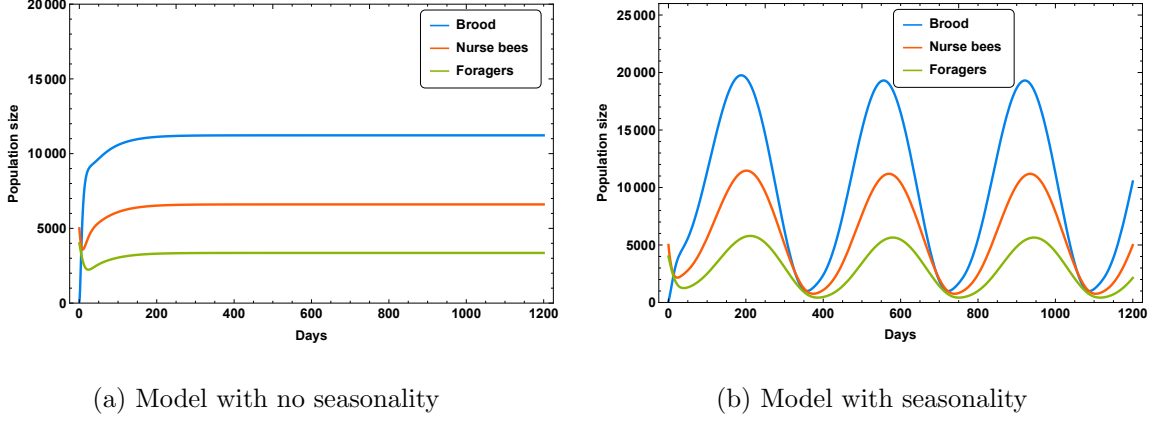 20 000
15 000
10 000
5000
0
Population size
0 200 400 600 800 1000 1200
Days
Brood
Nurse bees
Foragers
(a) Model with no seasonality
25 000
20 000
15 000
10 000
5000
0
Population size
0 200 400 600 800 1000 1200
Days
Brood
Nurse bees
Foragers
(b) Model with seasonality